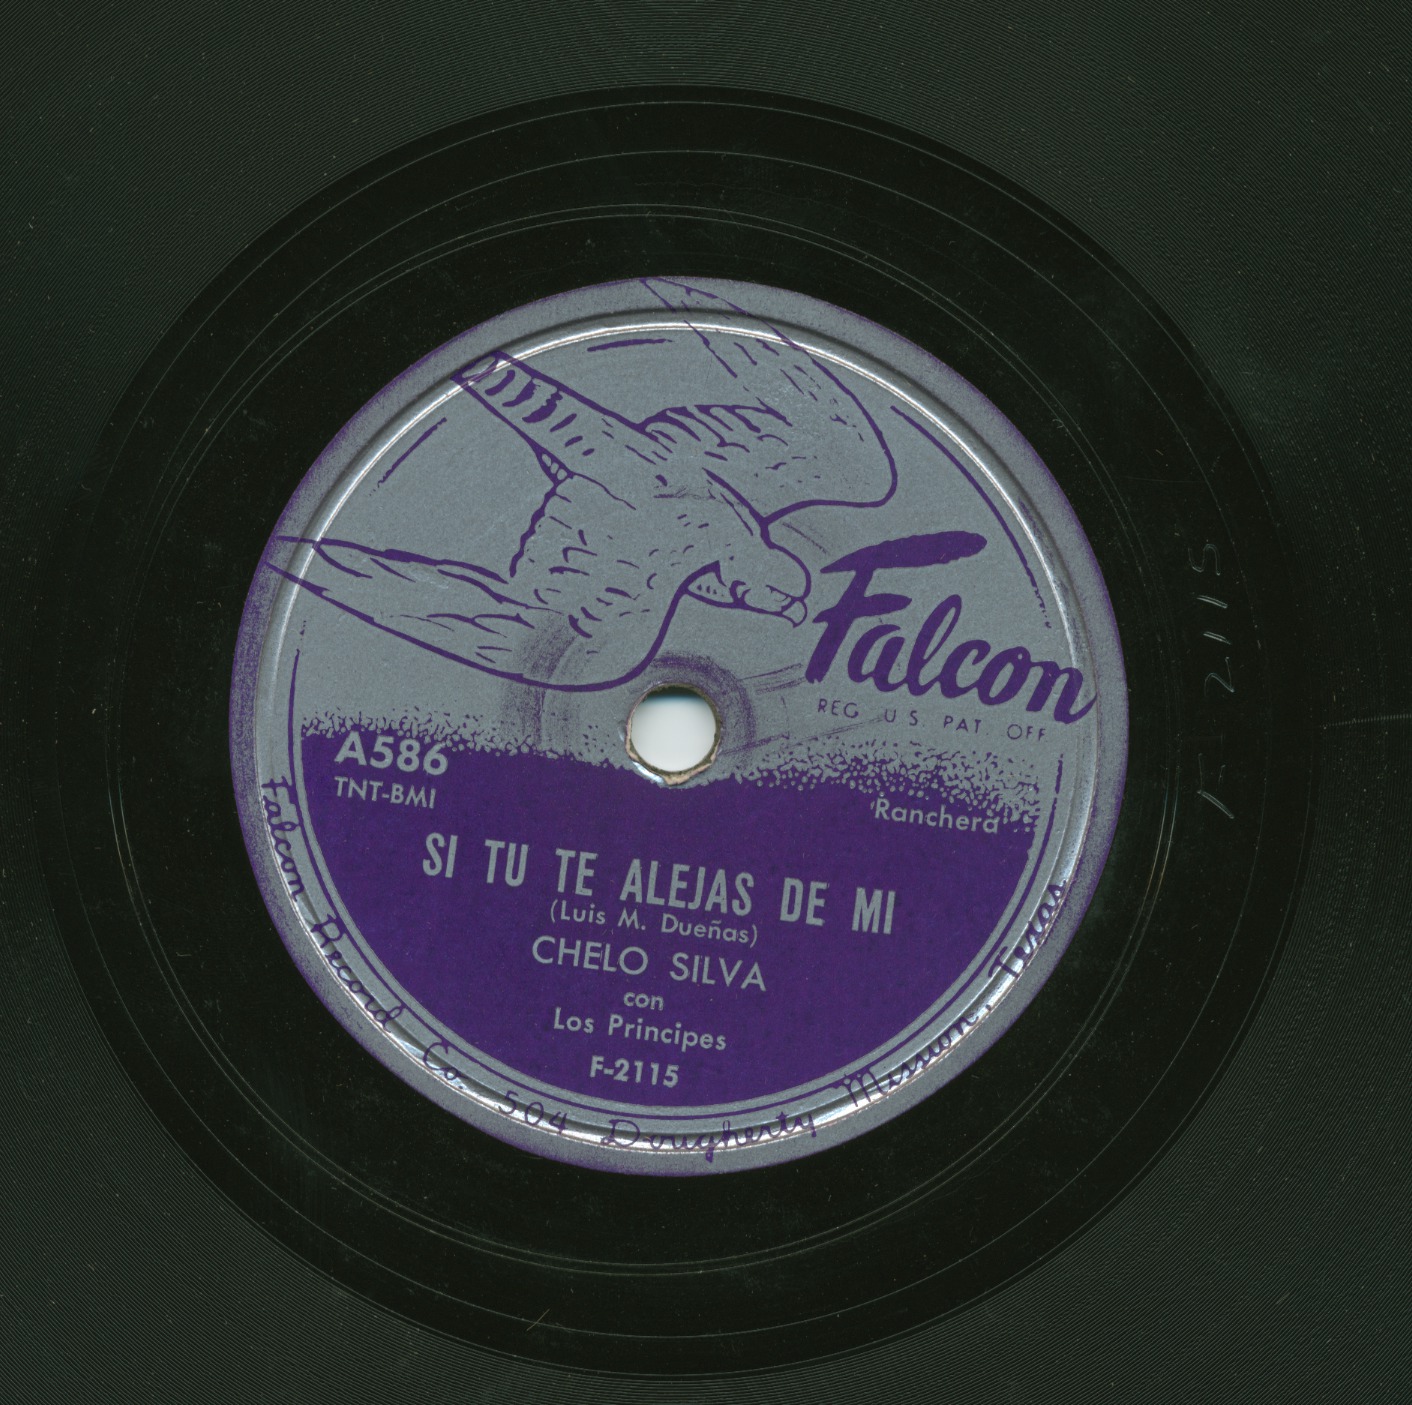 Falcon
REG. U.S. PAT. OFF.
A586
TNT-BMI
Ranchera
SI TU TE ALEJAS DE MI
(Luis M. Dueñas)
CHELO SILVA
con
Los Principes
F-2115
Falcon Record Co. 504 Dougherty Mission, Texas
F-2115